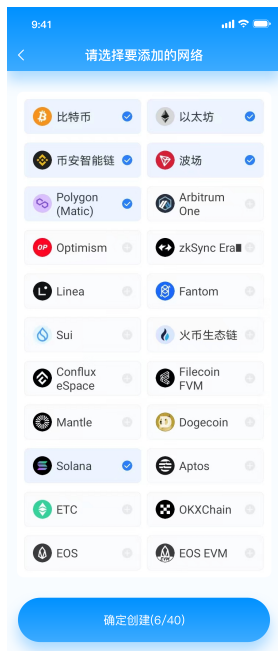 9:41
请选择要添加的网络
比特币
以太坊
币安智能链
波场
Polygon
(Matic)
Arbitrum
One
OP
Optimism
zkSync Era
Linea
Fantom
Sui
火币生态链
Conflux
eSpace
Filecoin
FVM
Mantle
Dogecoin
Solana
Aptos
ETC
OKXChain
EOS
EVM
EOS EVM
确定创建(6/40)